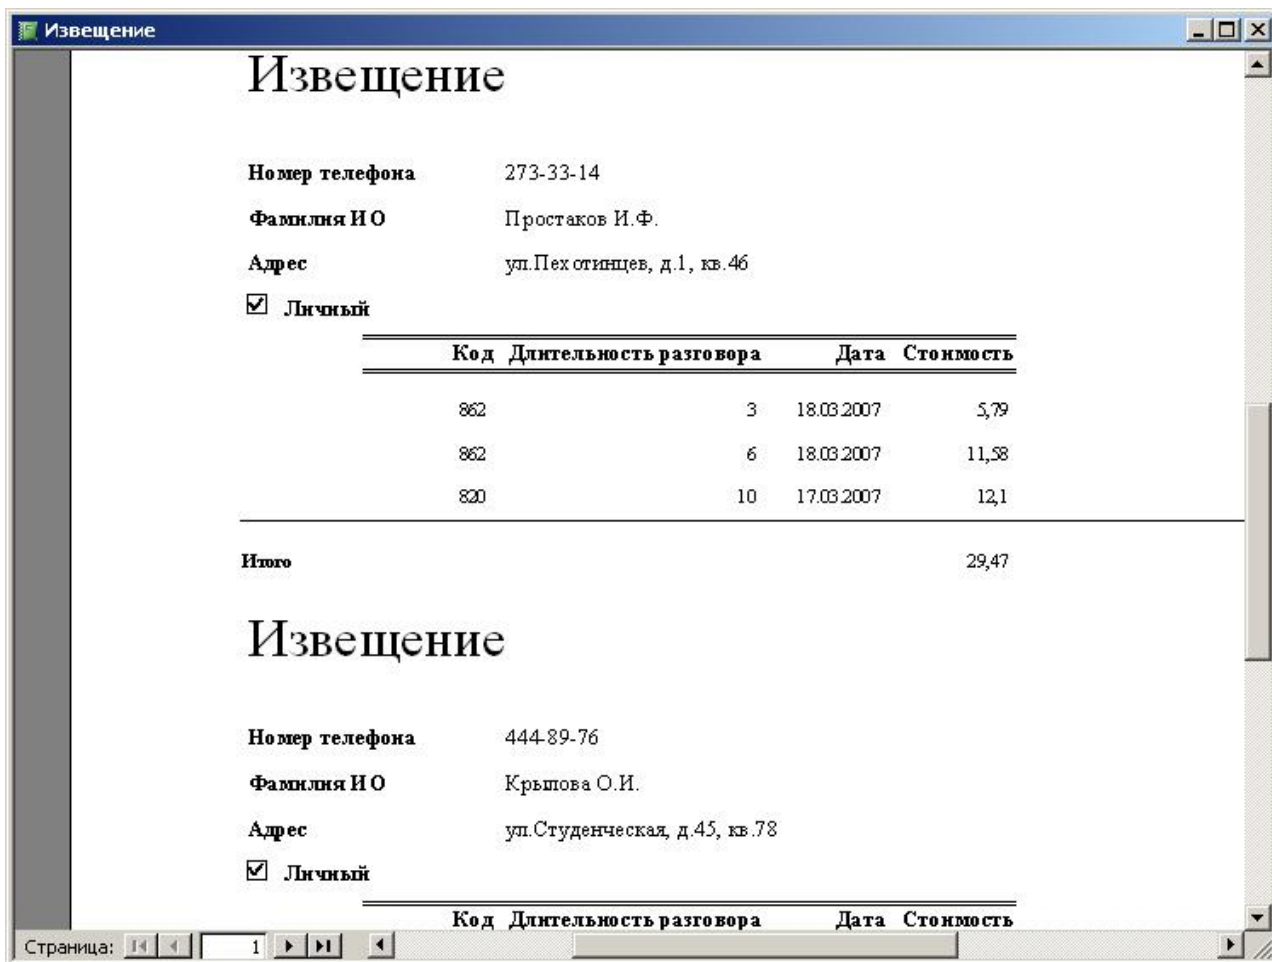 Извещение
Извещение
Номер телефона 273-33-14
Фамилия И О Простаков И.Ф.
Адрес ул.Пехотинцев, д.1, кв.46
Личный
Код Длительность разговора Дата Стоимость
862 3 18.03.2007 5,79
862 6 18.03.2007 11,58
820 10 17.03.2007 12,1
Итого 29,47
Извещение
Номер телефона 444-89-76
Фамилия И О Крылова О.И.
Адрес ул.Студенческая, д.45, кв.78
Личный
Код Длительность разговора Дата Стоимость
Страница: 1